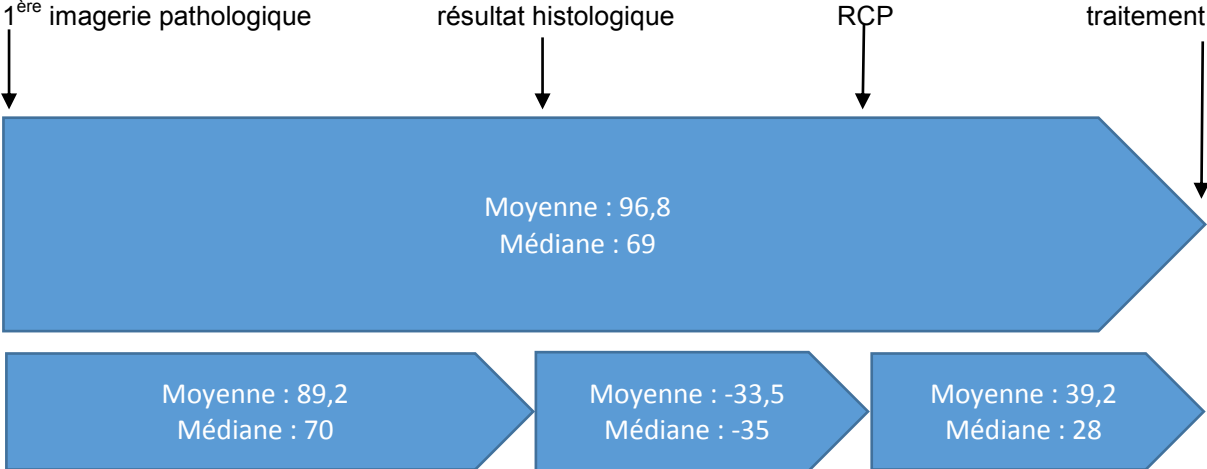 1ère imagerie pathologique résultat histologique RCP traitement
Moyenne : 96,8
Médiane : 69
Moyenne : 89,2 Moyenne : -33,5 Moyenne : 39,2
Médiane : 70 Médiane : -35 Médiane : 28